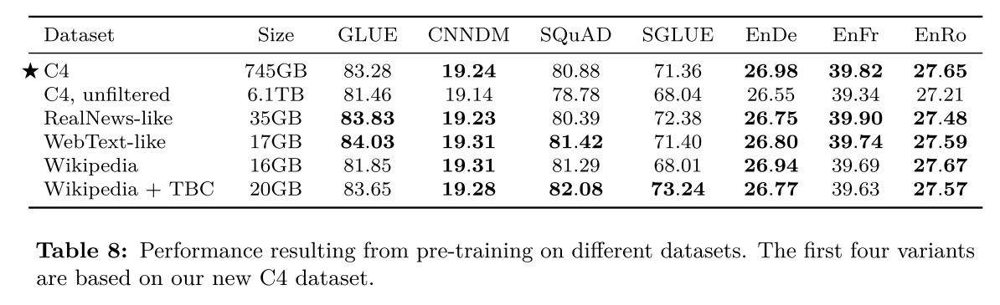 Dataset Size GLUE CNNDM SQuAD SGLUE EnDe EnFr EnRo
★ C4 745GB 83.28 19.24 80.88 71.36 26.98 39.82 27.65
C4, unfiltered 6.1TB 81.46 19.14 78.78 68.04 26.55 39.34 27.21
RealNews-like 35GB 83.83 19.23 80.39 72.38 26.75 39.90 27.48
WebText-like 17GB 84.03 19.31 81.42 71.40 26.80 39.74 27.59
Wikipedia 16GB 81.85 19.31 81.29 68.01 26.94 39.69 27.67
Wikipedia + TBC 20GB 83.65 19.28 82.08 73.24 26.77 39.63 27.57
Table 8: Performance resulting from pre-training on different datasets. The first four variants
are based on our new C4 dataset.